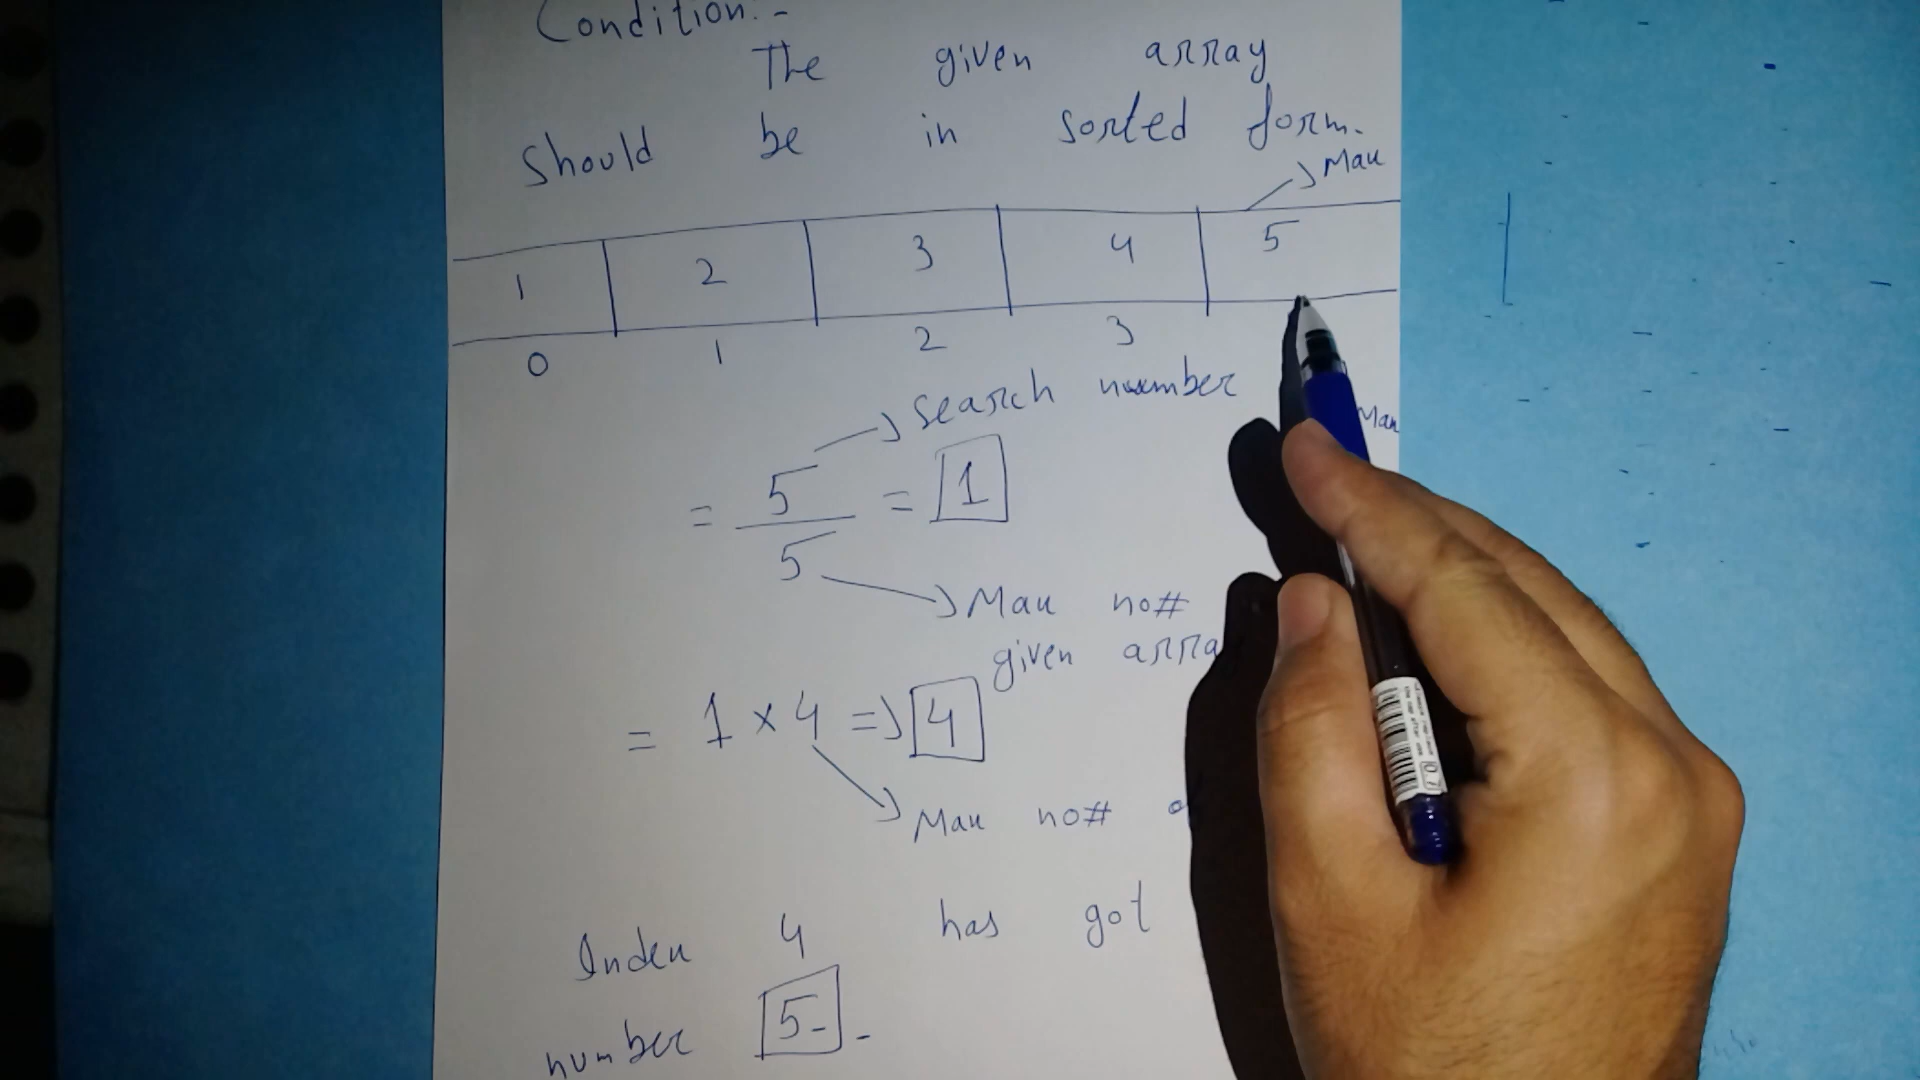 Condition:-
The given array
Should be in sorted form.
Max
1 2 3 4 5
0 1 2 3
Search number
Max
= 5/5 = 1
Max no#
given arra
= 1 x 4 => 4
Max no#
Index 4 has got
number 5-.